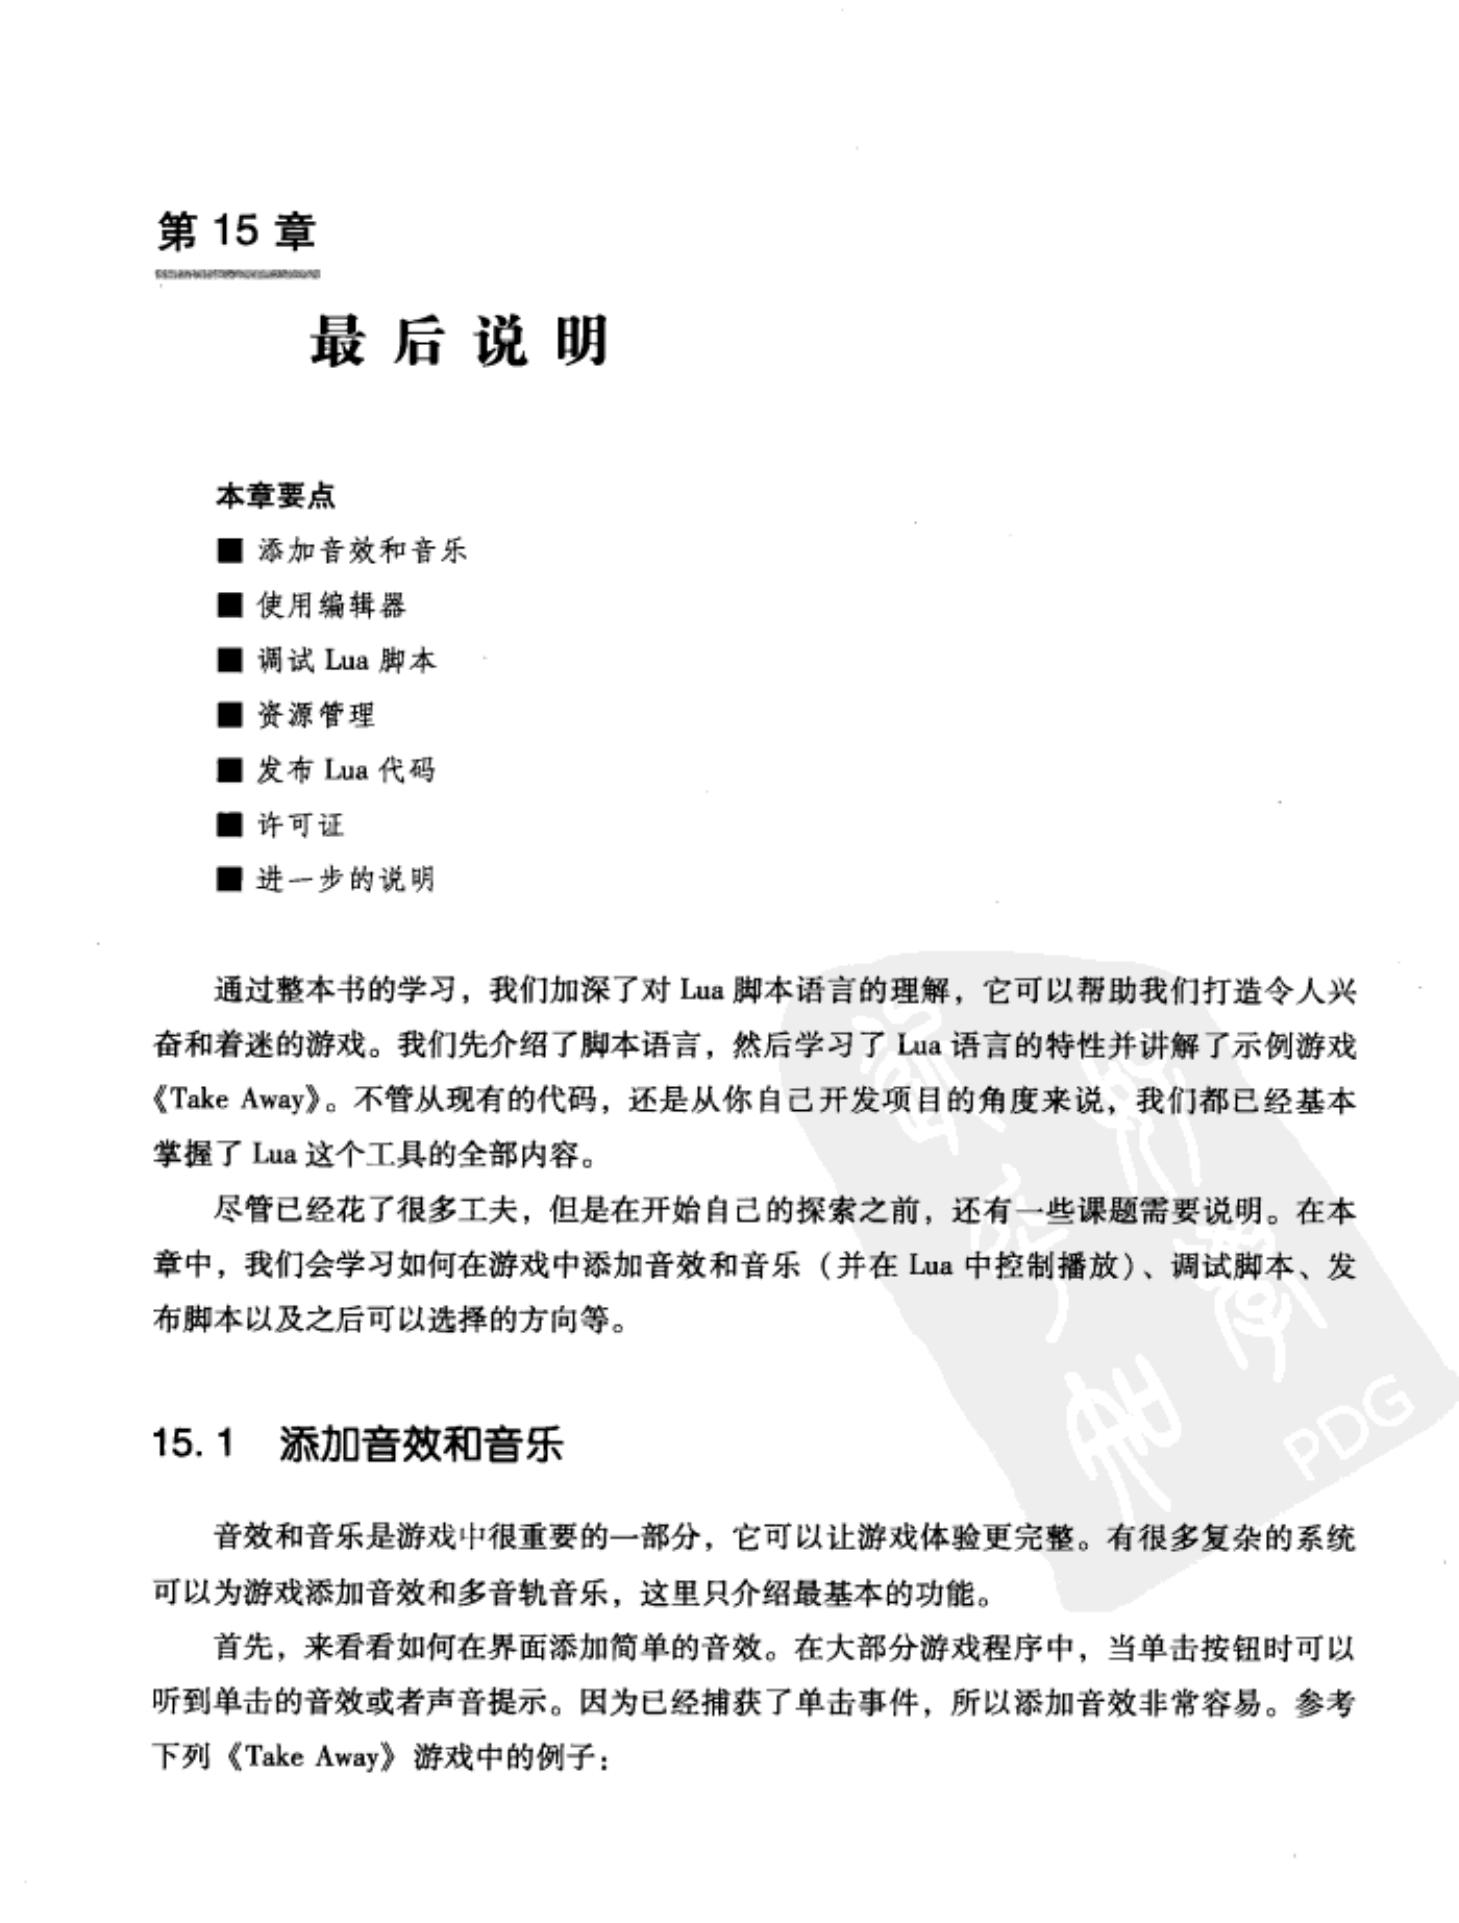 第 15 章
最后说明
本章要点
■ 添加音效和音乐
■ 使用编辑器
■ 调试 Lua 脚本
■ 资源管理
■ 发布 Lua 代码
■ 许可证
■ 进一步的说明
通过整本书的学习，我们加深了对 Lua 脚本语言的理解，它可以帮助我们打造令人兴
奋和着迷的游戏。我们先介绍了脚本语言，然后学习了 Lua 语言的特性并讲解了示例游戏
《Take Away》。不管从现有的代码，还是从你自己开发项目的角度来说，我们都已经基本
掌握了 Lua 这个工具的全部内容。
尽管已经花了很多工夫，但是在开始自己的探索之前，还有一些课题需要说明。在本
章中，我们会学习如何在游戏中添加音效和音乐（并在 Lua 中控制播放）、调试脚本、发
布脚本以及之后可以选择的方向等。
PDG
15.1 添加音效和音乐
音效和音乐是游戏中很重要的一部分，它可以让游戏体验更完整。有很多复杂的系统
可以为游戏添加音效和多音轨音乐，这里只介绍最基本的功能。
首先，来看看如何在界面添加简单的音效。在大部分游戏程序中，当单击按钮时可以
听到单击的音效或者声音提示。因为已经捕获了单击事件，所以添加音效非常容易。参考
下列《Take Away》游戏中的例子：